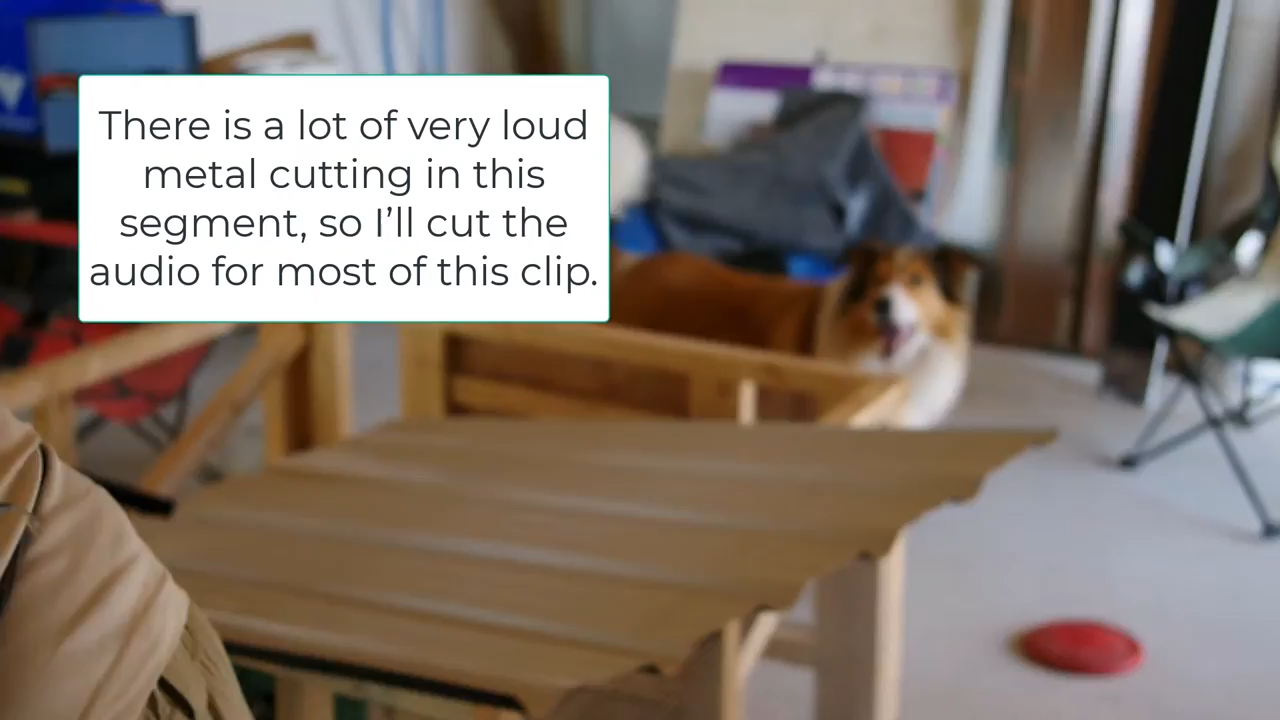 There is a lot of very loud
metal cutting in this
segment, so I’ll cut the
audio for most of this clip.